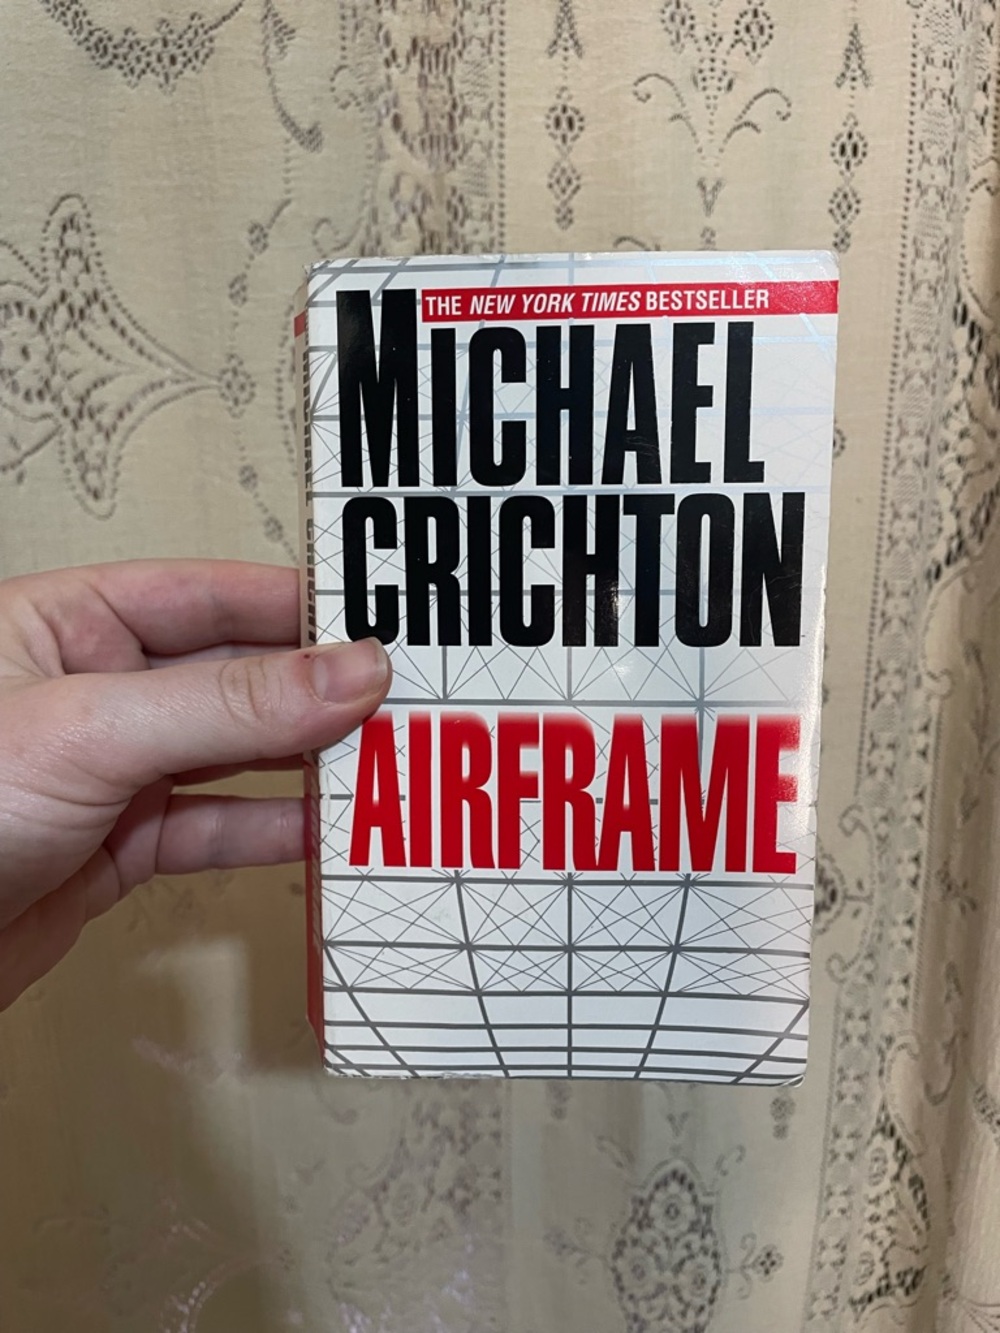 THE NEW YORK TIMES BESTSELLER
MICHAEL
CRICHTON
AIRFRAME